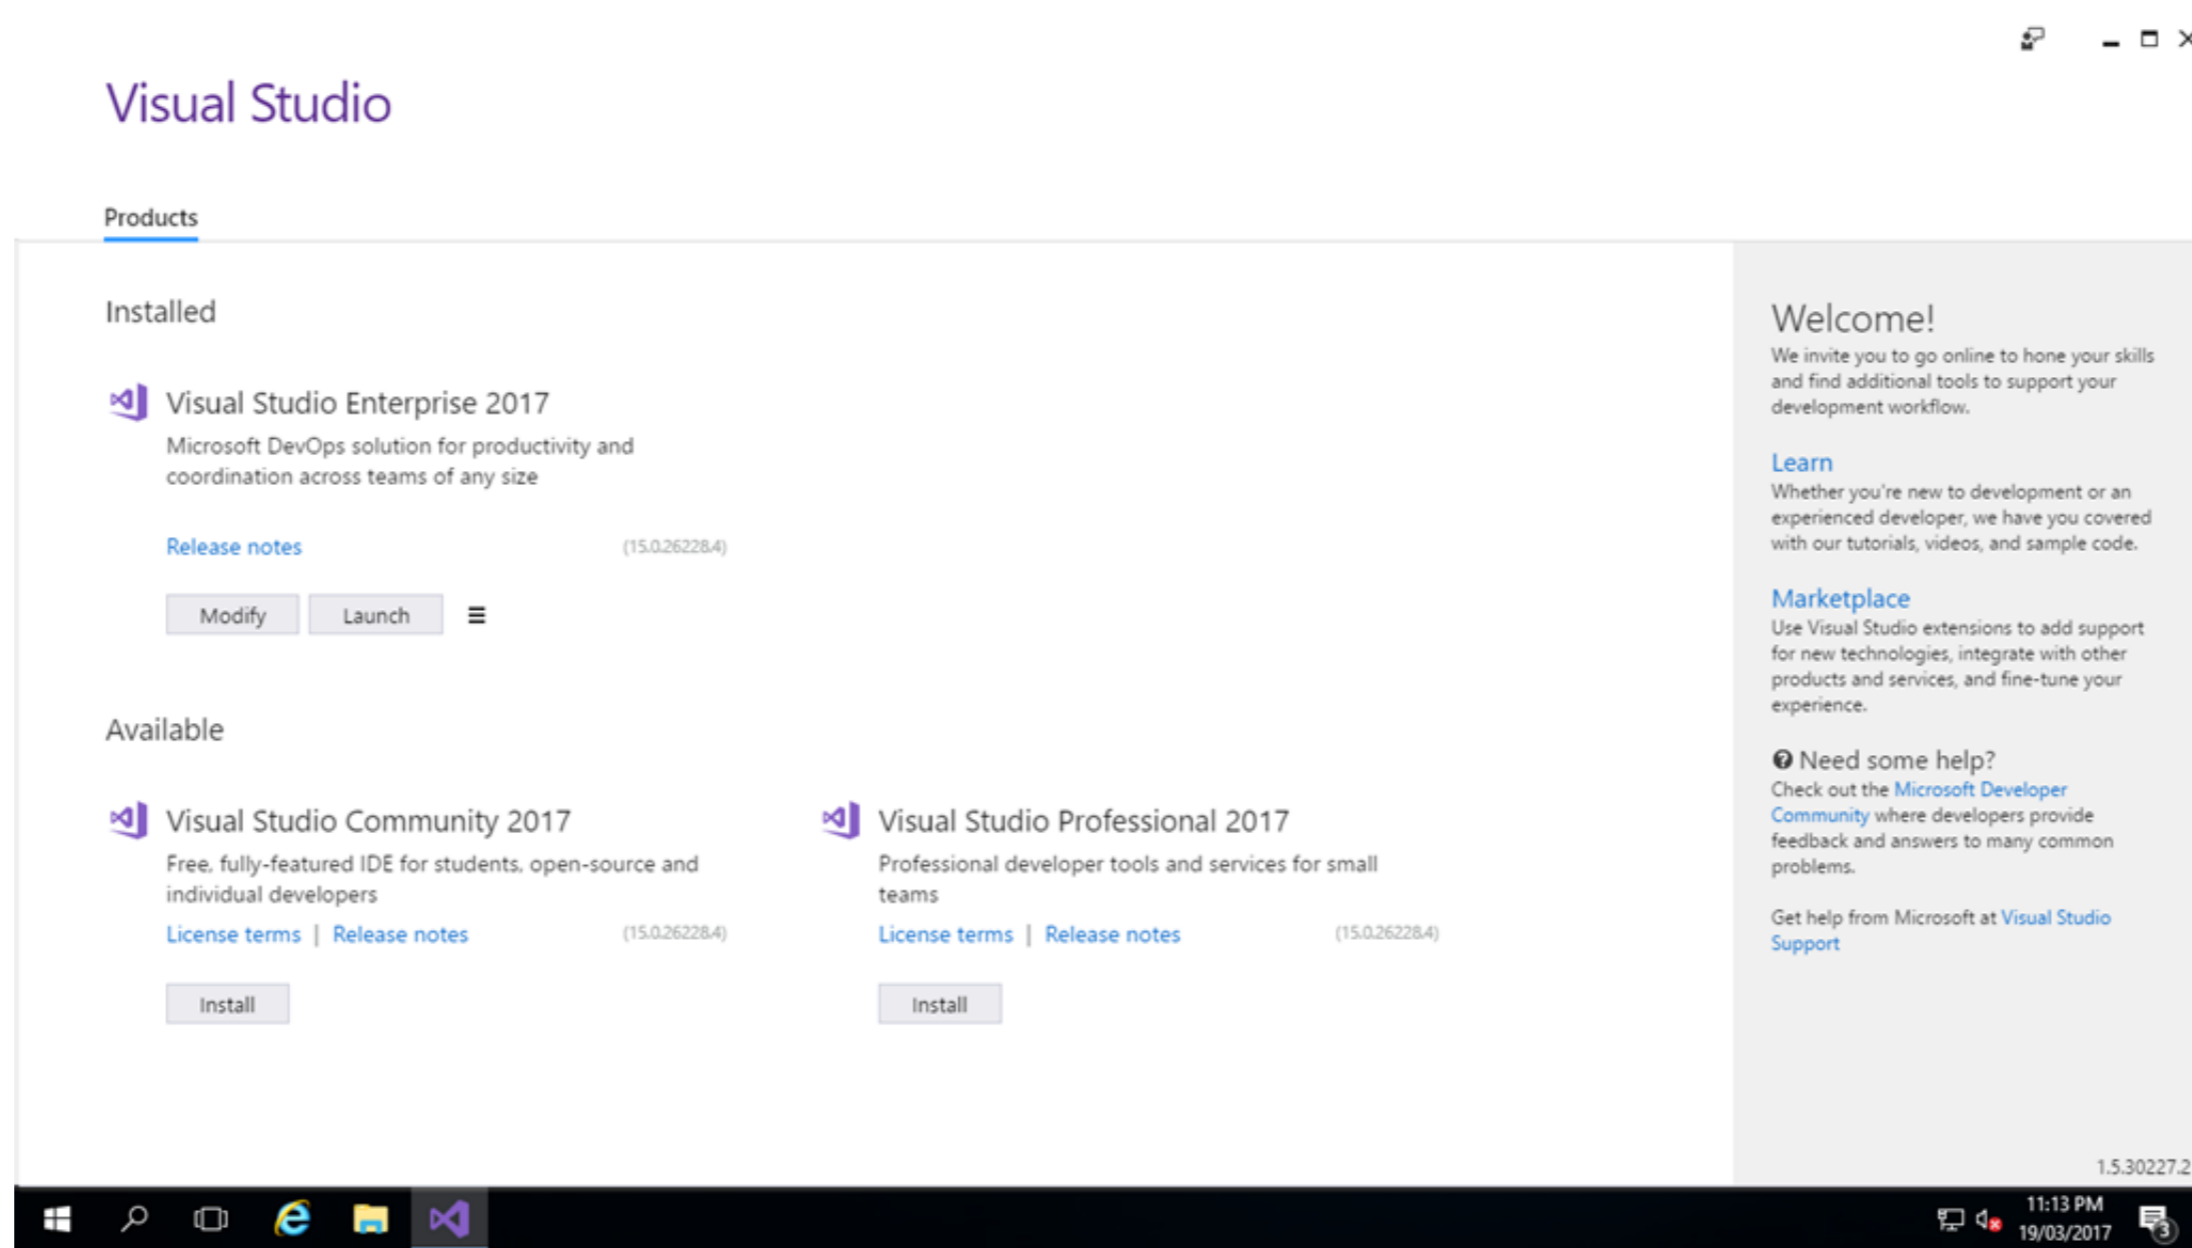 Visual Studio
Products
Installed
Visual Studio Enterprise 2017
Microsoft DevOps solution for productivity and
coordination across teams of any size
Release notes (15.0.26228.4)
Modify Launch
Available
Visual Studio Community 2017
Free, fully-featured IDE for students, open-source and
individual developers
License terms | Release notes (15.0.26228.4)
Install
Visual Studio Professional 2017
Professional developer tools and services for small
teams
License terms | Release notes (15.0.26228.4)
Install
Welcome!
We invite you to go online to hone your skills
and find additional tools to support your
development workflow.
Learn
Whether you're new to development or an
experienced developer, we have you covered
with our tutorials, videos, and sample code.
Marketplace
Use Visual Studio extensions to add support
for new technologies, integrate with other
products and services, and fine-tune your
experience.
Need some help?
Check out the Microsoft Developer
Community where developers provide
feedback and answers to many common
problems.
Get help from Microsoft at Visual Studio
Support
1.5.30227.2
11:13 PM
19/03/2017
3